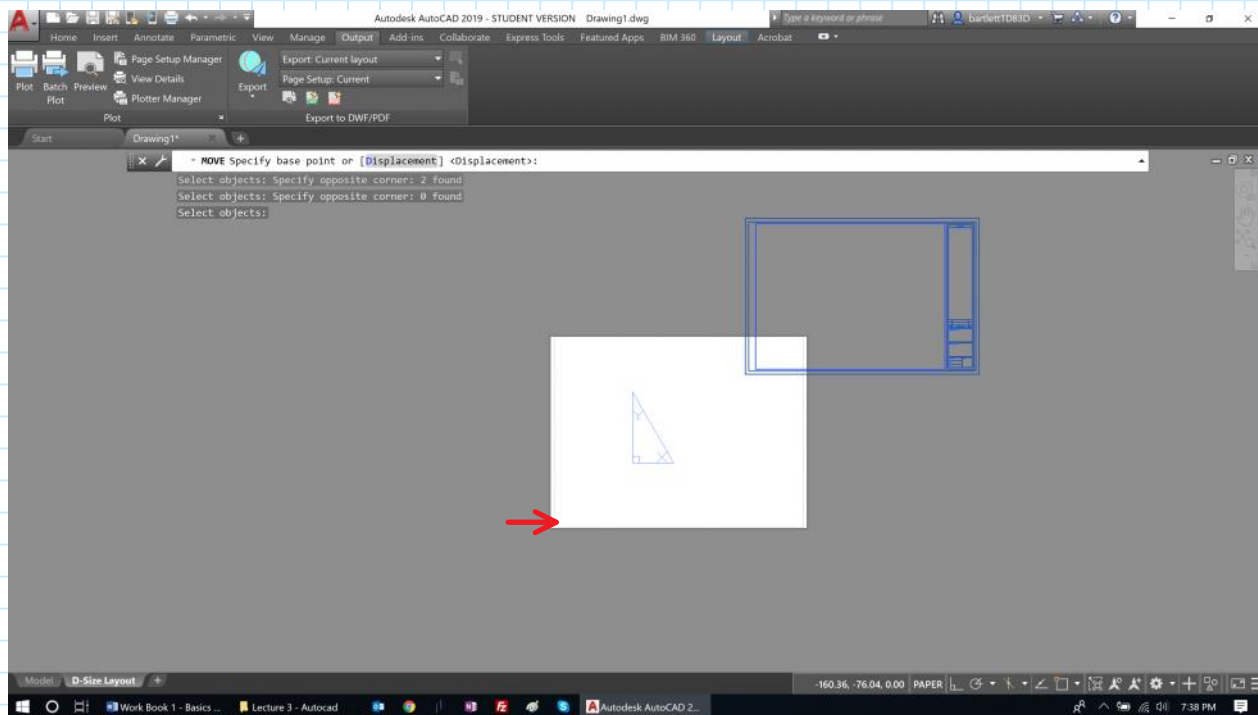 Autodesk AutoCAD 2019 - STUDENT VERSION Drawing1.dwg
Type a keyword or phrase
bartlettTD83D
Home Insert Annotate Parametric View Manage Output Add-ins Collaborate Express Tools Featured Apps BIM 360 Layout Acrobat
Plot
Batch Plot
Preview
Page Setup Manager
View Details
Plotter Manager
Plot
Export
Export: Current layout
Page Setup: Current
Export to DWF/PDF
Start Drawing1*
MOVE Specify base point or [Displacement] <Displacement>:
Select objects: Specify opposite corner: 2 found
Select objects: Specify opposite corner: 0 found
Select objects:
Y
X
Model D-Size Layout +
-160.36, -76.04, 0.00 PAPER
Work Book 1 - Basics ... Lecture 3 - Autocad Autodesk AutoCAD 2... 7:38 PM